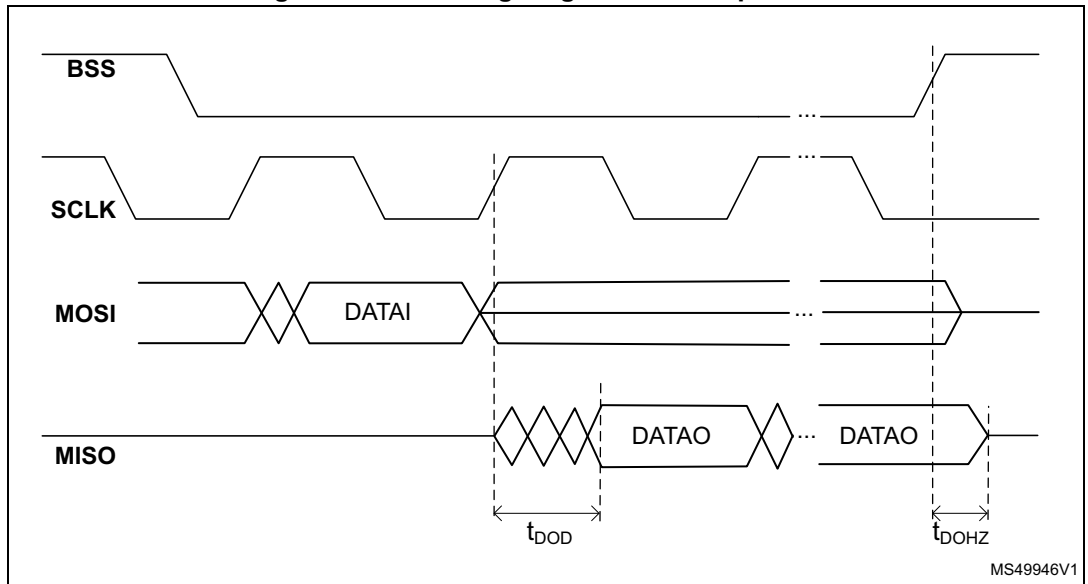 BSS
...
SCLK
...
MOSI
DATAI
...
MISO
DATAO
...
DATAO
tDOD
tDOHZ
MS49946V1